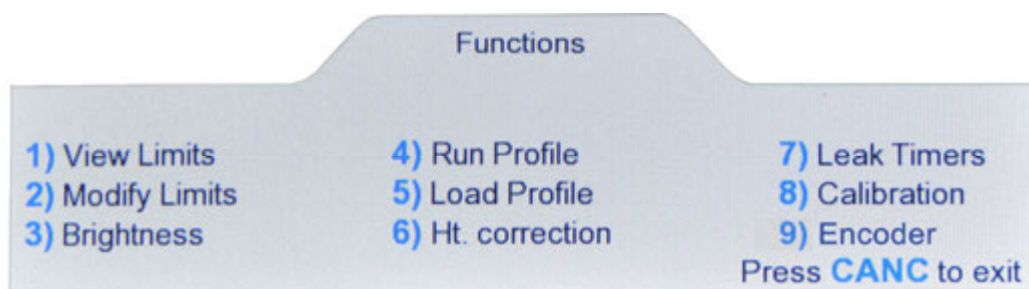 Functions
1) View Limits
2) Modify Limits
3) Brightness
4) Run Profile
5) Load Profile
6) Ht. correction
7) Leak Timers
8) Calibration
9) Encoder
Press CANC to exit